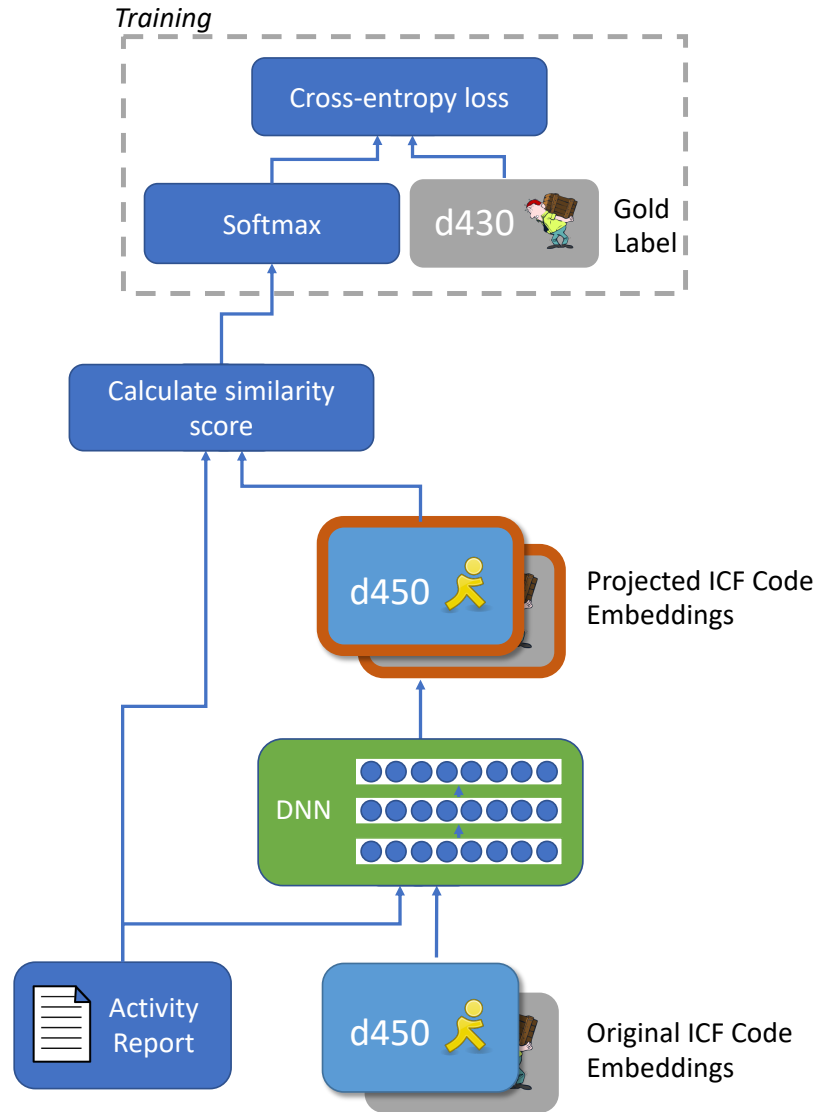 Training
Cross-entropy loss
Softmax
d430
Gold
Label
Calculate similarity
score
d450
Projected ICF Code
Embeddings
DNN
Activity
Report
d450
Original ICF Code
Embeddings